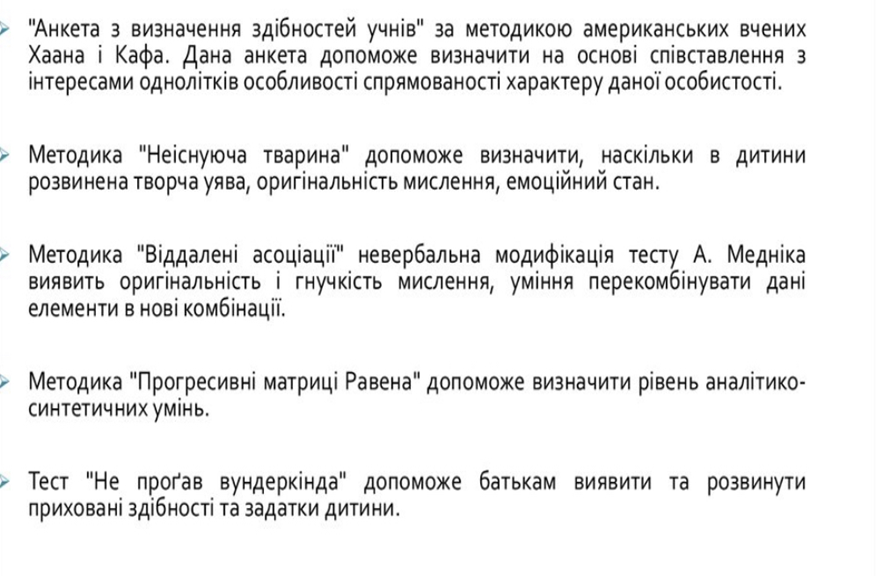 "Анкета з визначення здібностей учнів" за методикою американських вчених
Хаана і Кафа. Дана анкета допоможе визначити на основі співставлення з
інтересами однолітків особливості спрямованості характеру даної особистості.
Методика "Неіснуюча тварина" допоможе визначити, наскільки в дитини
розвинена творча уява, оригінальність мислення, емоційний стан.
Методика "Віддалені асоціації" невербальна модифікація тесту А. Медніка
виявить оригінальність і гнучкість мислення, уміння перекомбінувати дані
елементи в нові комбінації.
Методика "Прогресивні матриці Равена" допоможе визначити рівень аналітико-
синтетичних умінь.
Тест "Не проґав вундеркінда" допоможе батькам виявити та розвинути
приховані здібності та задатки дитини.